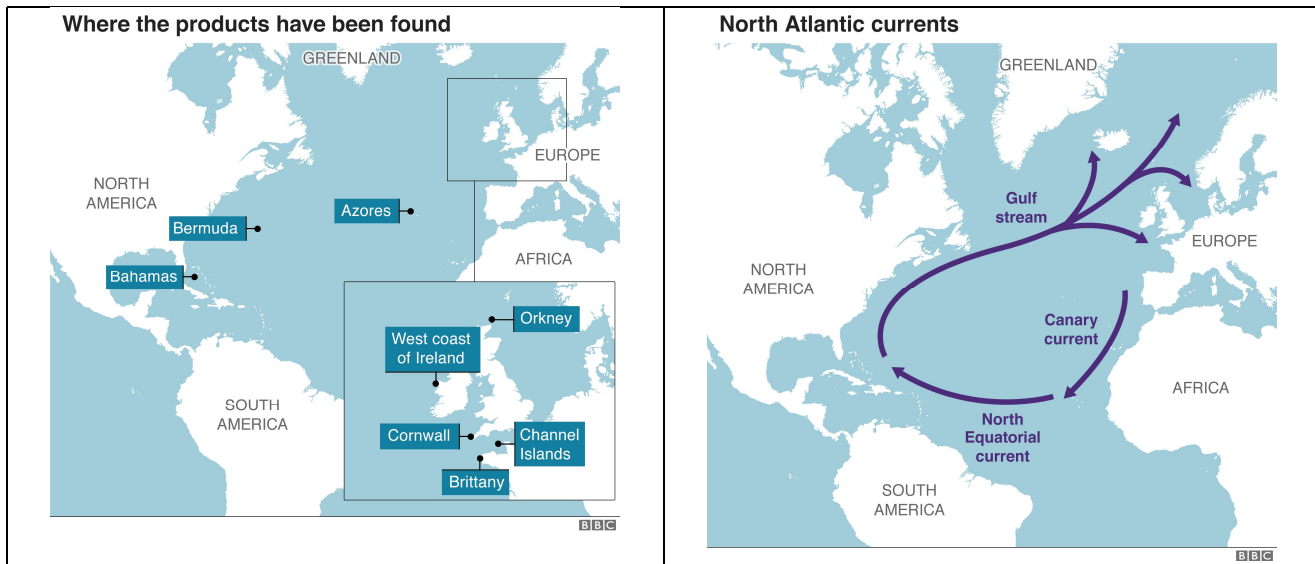 Where the products have been found
GREENLAND
EUROPE
NORTH
AMERICA
Azores
Bermuda
AFRICA
Bahamas
Orkney
West coast
of Ireland
SOUTH
AMERICA
Cornwall
Channel
Islands
Brittany
BBC
North Atlantic currents
GREENLAND
Gulf
stream
EUROPE
NORTH
AMERICA
Canary
current
AFRICA
North
Equatorial
current
SOUTH
AMERICA
BBC